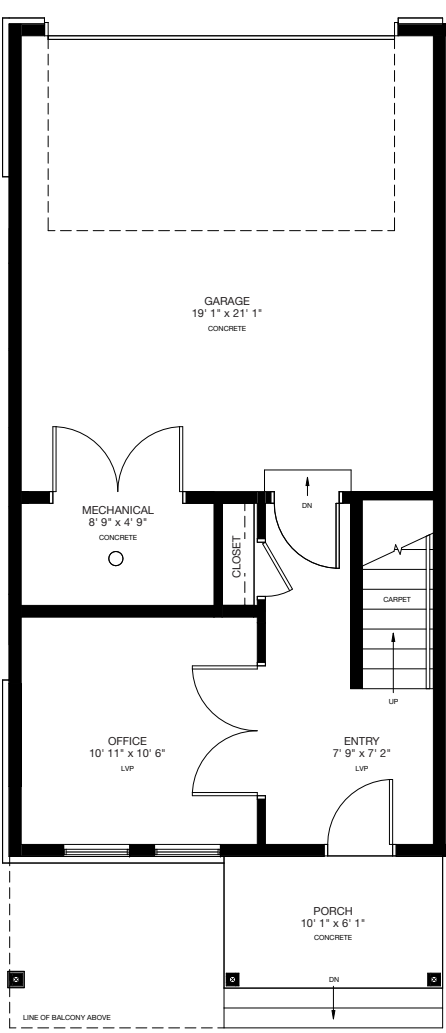 GARAGE
19' 1" x 21' 1"
CONCRETE
MECHANICAL
8' 9" x 4' 9"
CONCRETE
CLOSET
DN
CARPET
UP
OFFICE
10' 11" x 10' 6"
LVP
ENTRY
7' 9" x 7' 2"
LVP
PORCH
10' 1" x 6' 1"
CONCRETE
DN
LINE OF BALCONY ABOVE